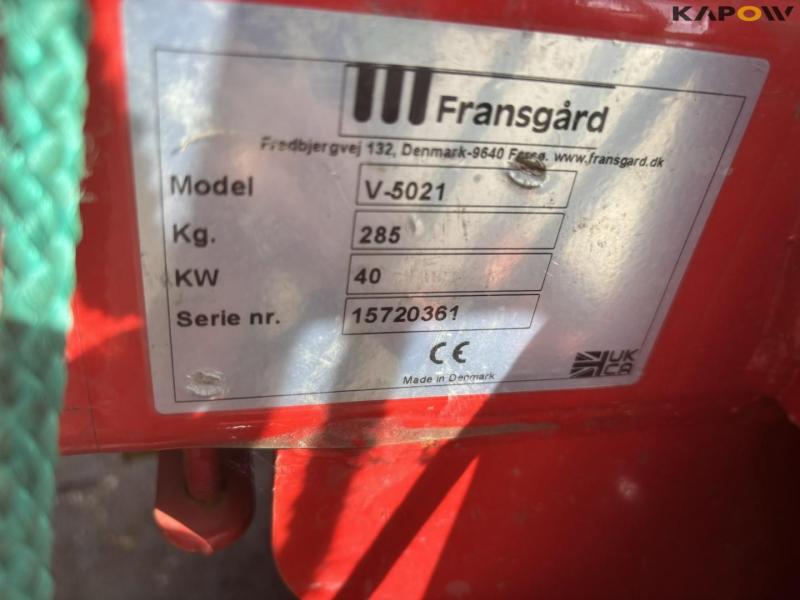 KAPOW
Fransgård
Fredbjergvej 132, Denmark-9640 Farsø. www.fransgard.dk
Model V-5021
Kg. 285
KW 40
Serie nr. 15720361
CE
Made in Denmark
UK
CA